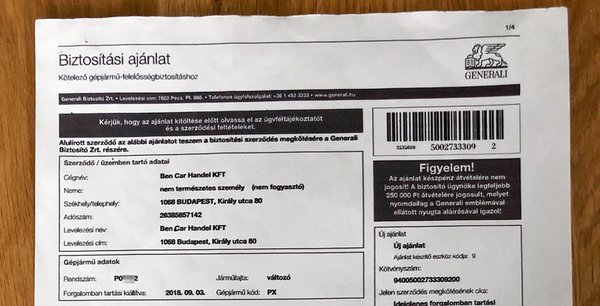 1/4
Biztosítási ajánlat
Kötelező gépjármű-felelősségbiztosításhoz
GENERALI
Generali Biztosító Zrt. • Levelezési cím: 7602 Pécs, Pf. 888. • Telefonos ügyfélszolgálat: +36 1 452 3333 • www.generali.hu
Kérjük, hogy az ajánlat kitöltése előtt olvassa el az ügyféltájékoztatót
és a szerződési feltételeket.
Alulírott szerződő az alábbi ajánlatot teszem a biztosítási szerződés megkötésére a Generali
Biztosító Zrt. részére.
Szerződő / üzemben tartó adatai
Cégnév: Ben Car Handel KFT
Neme: nem természetes személy (nem fogyasztó)
Székhely/telephely: 1068 BUDAPEST, Király utca 80
Adószám: 26385857142
Levelezési név: Ben Car Handel KFT
Levelezési cím: 1068 Budapest, Király utca 80
Gépjármű adatok
Rendszám: P0 2 Járműfajta: változó
Forgalomban tartási kiállítva: 2018. 09. 03. Gépjármű kód: PX
5002733309 2
Figyelem!
Az ajánlat készpénz átvételére nem
jogosít! A biztosító ügynöke legfeljebb
250 000 Ft átvételére jogosult, melyet
nyomdailag a Generali emblémával
ellátott nyugta aláírásával igazol!
Új ajánlat
Új ajánlat
Ajánlat készítő eszköz kódja: 9
Kötvényszám:
94005002733309200
Jelen szerződés megkötésének oka:
Ideiglenes forgalomban tartási